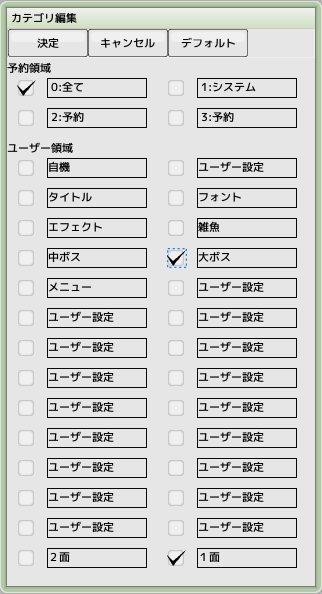 カテゴリ編集
決定 キャンセル デフォルト
予約領域
0:全て 1:システム
2:予約 3:予約
ユーザー領域
自機 ユーザー設定
タイトル フォント
エフェクト 雑魚
中ボス 大ボス
メニュー ユーザー設定
ユーザー設定 ユーザー設定
ユーザー設定 ユーザー設定
ユーザー設定 ユーザー設定
ユーザー設定 ユーザー設定
ユーザー設定 ユーザー設定
ユーザー設定 ユーザー設定
ユーザー設定 ユーザー設定
ユーザー設定 ユーザー設定
２面 １面